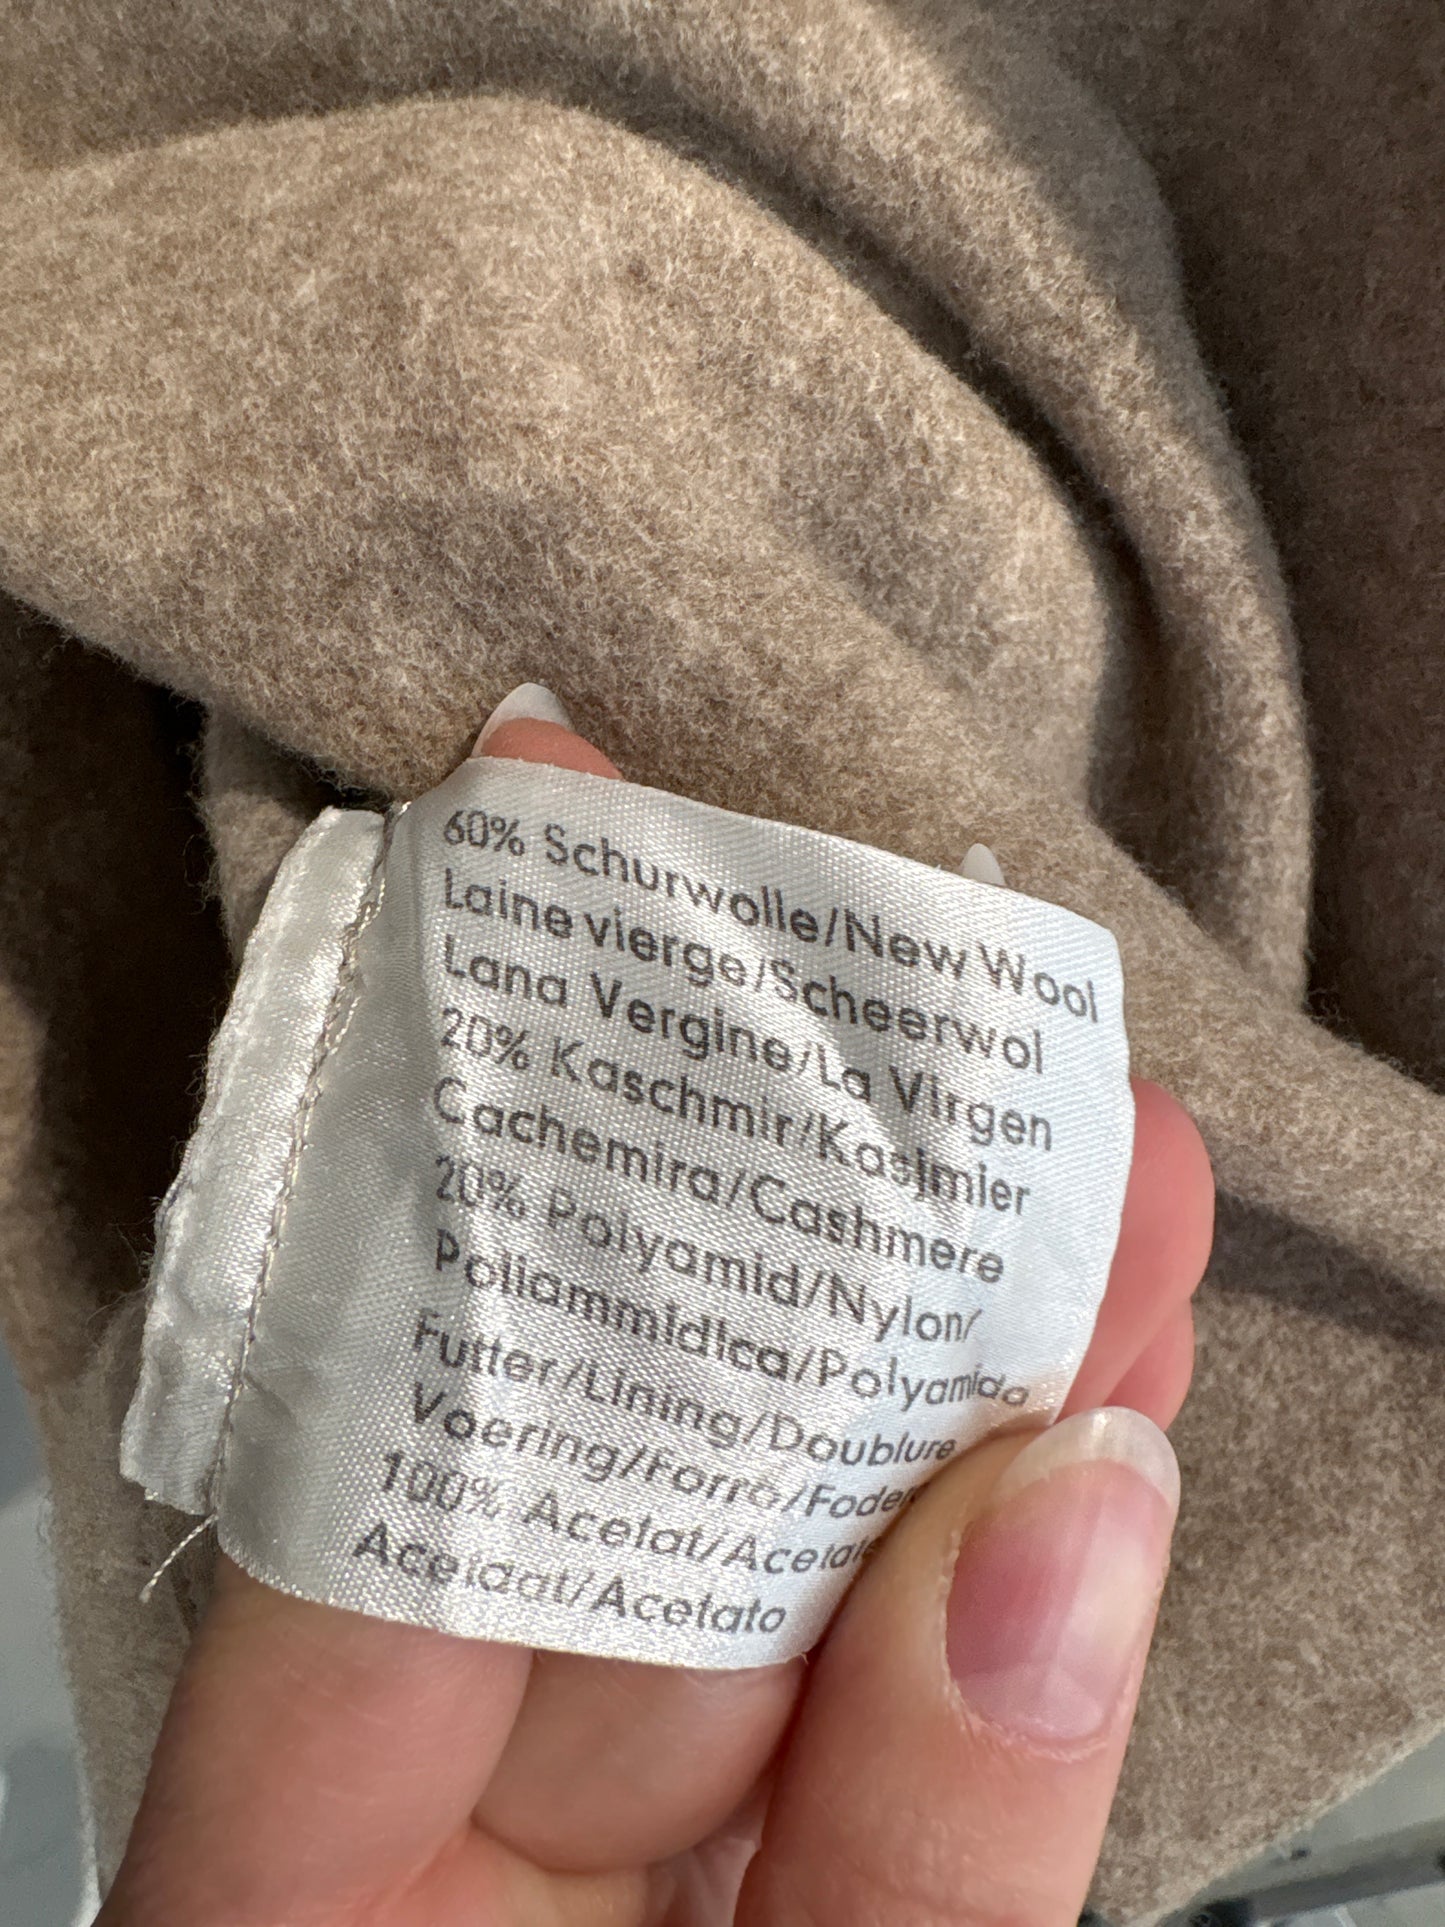 60% Schurwolle/New Wool
Laine vierge/Scheerwol
Lana Vergine/La Virgen
20% Kaschmir/Kasjmier
Cachemira/Cashmere
20% Polyamid/Nylon/
Poliammidica/Polyamida
Futter/Lining/Doublure
Voering/Forro/Foder
100% Acetat/Acetate
Acetaat/Acetato